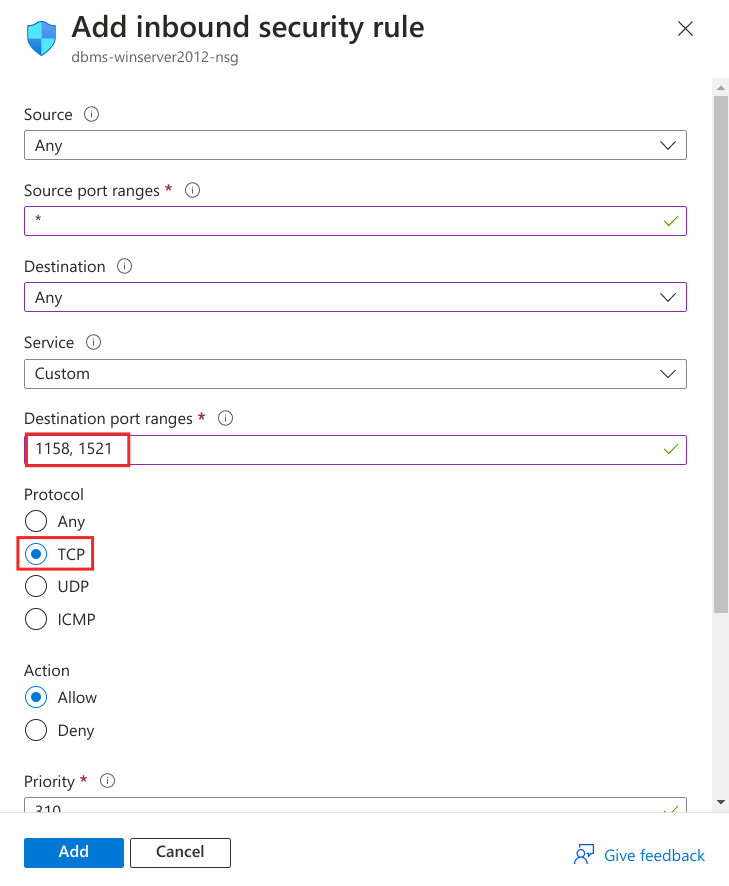 Add inbound security rule
dbms-winserver2012-nsg
Source
Any
Source port ranges *
*
Destination
Any
Service
Custom
Destination port ranges *
1158, 1521
Protocol
Any
TCP
UDP
ICMP
Action
Allow
Deny
Priority *
310
Add
Cancel
Give feedback